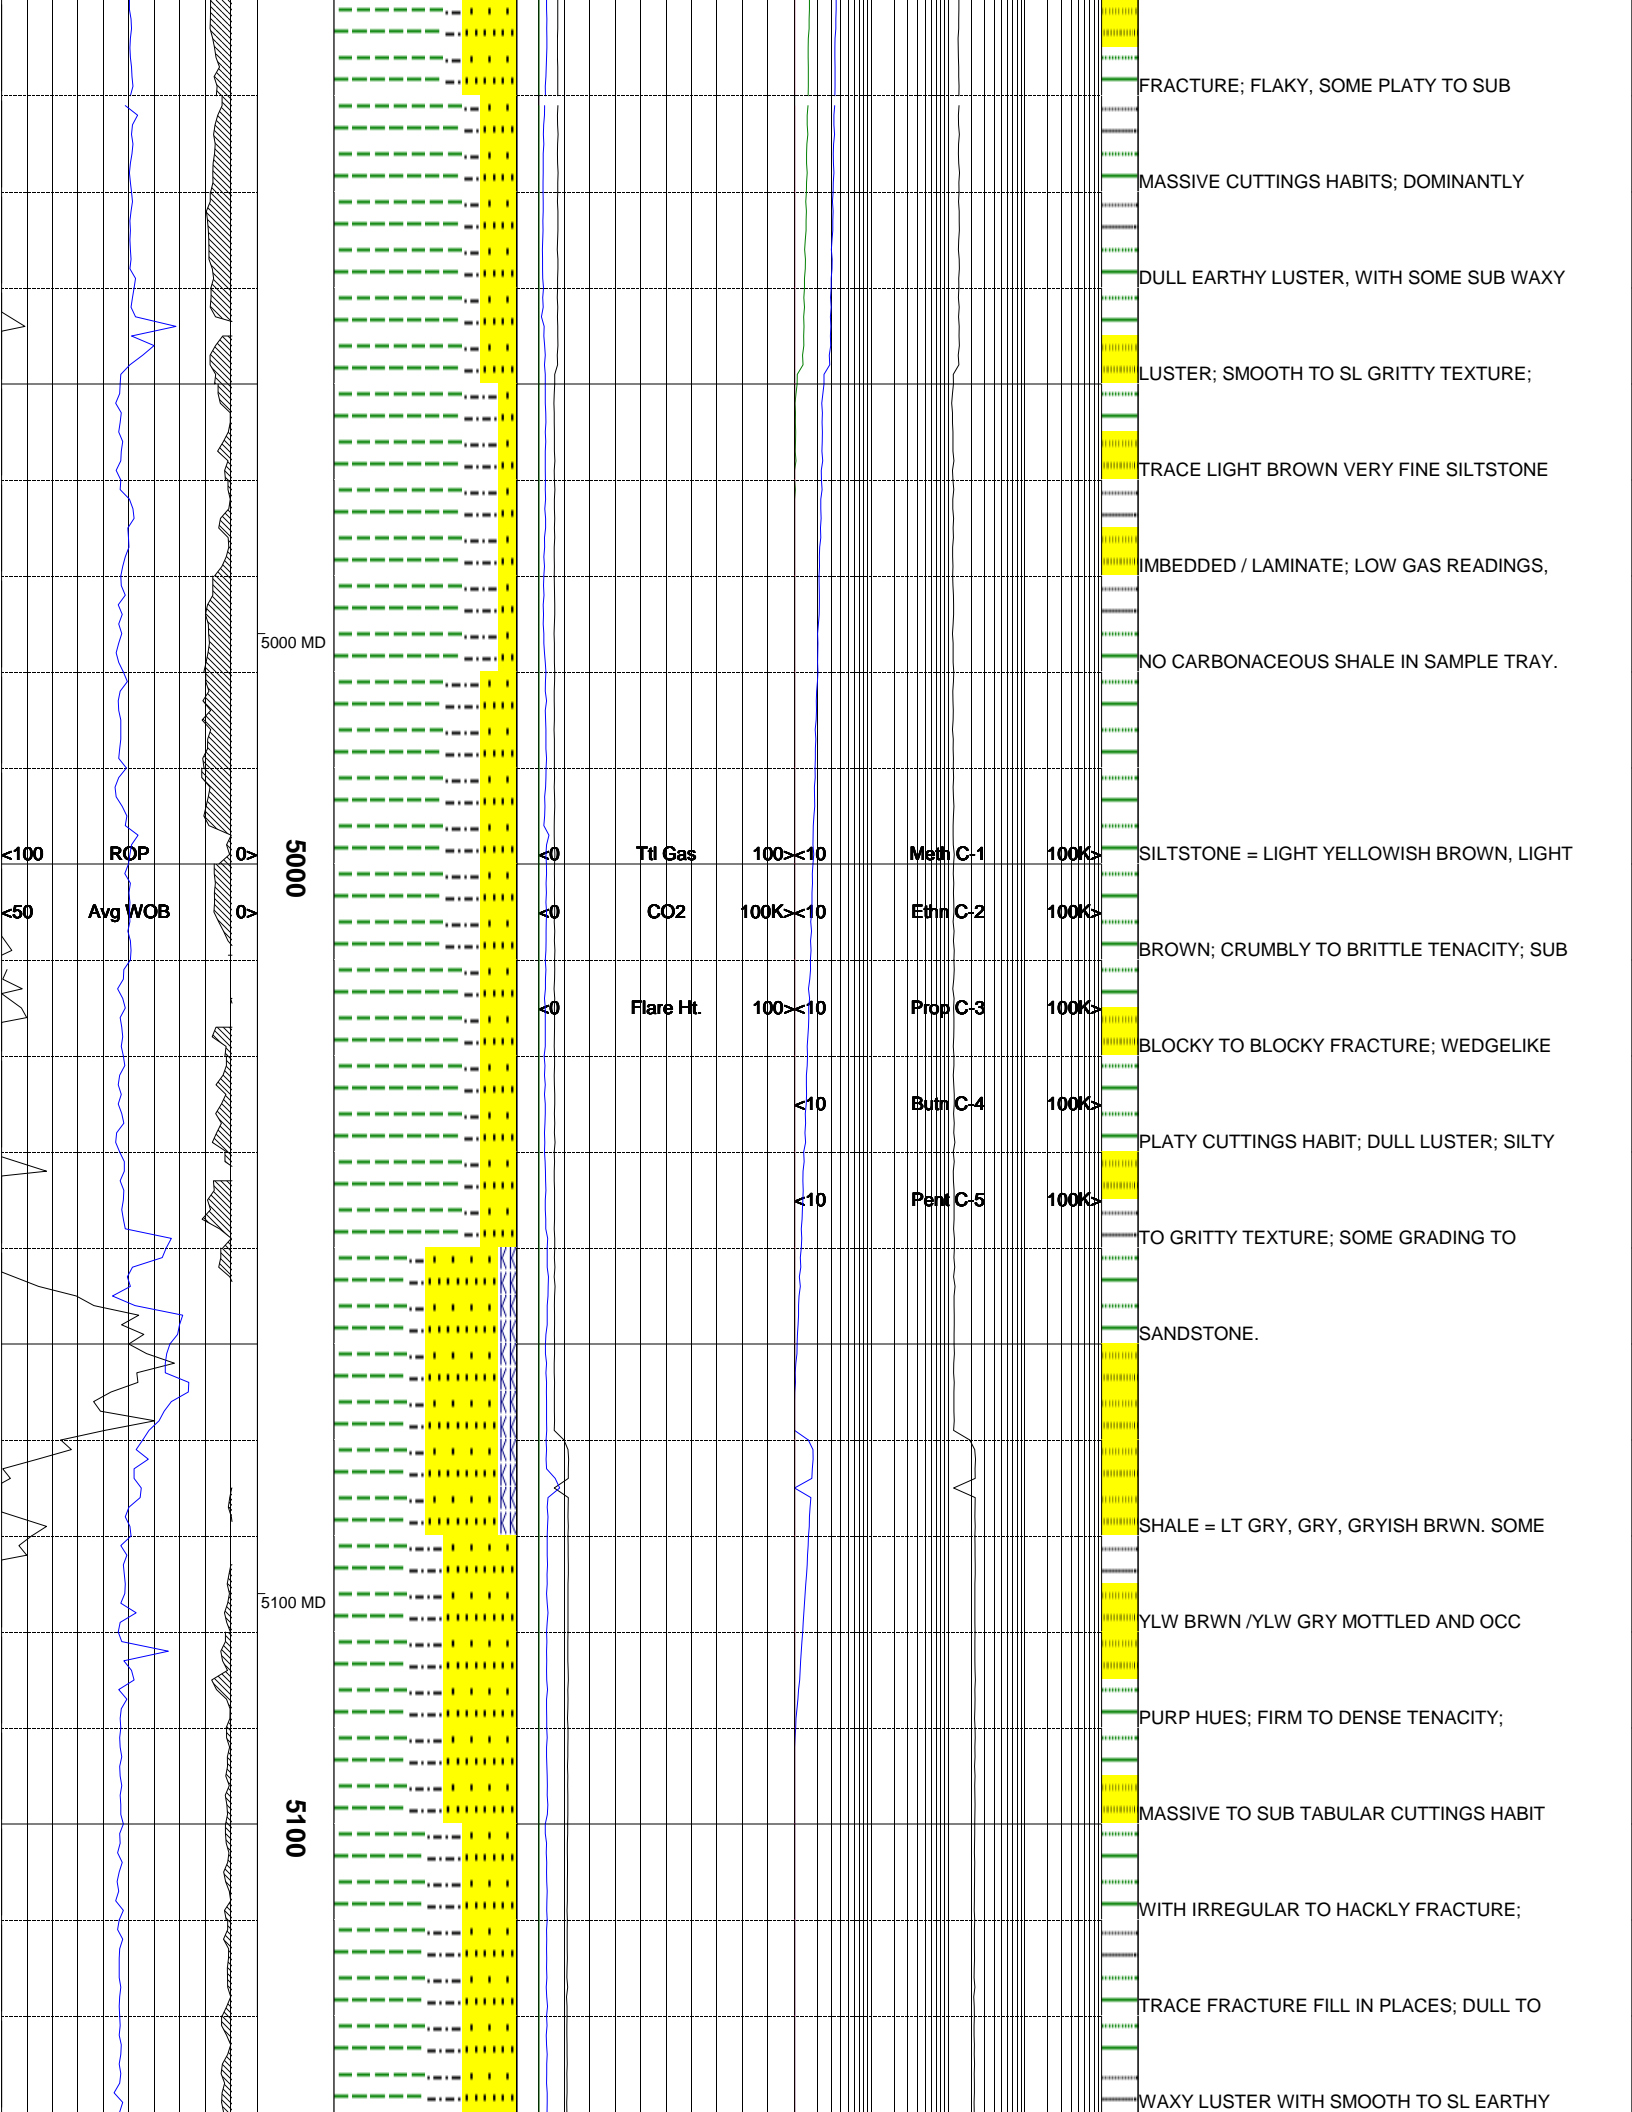 FRACTURE; FLAKY, SOME PLATY TO SUB
MASSIVE CUTTINGS HABITS; DOMINANTLY
DULL EARTHY LUSTER, WITH SOME SUB WAXY
LUSTER; SMOOTH TO SL GRITTY TEXTURE;
TRACE LIGHT BROWN VERY FINE SILTSTONE
IMBEDDED / LAMINATE; LOW GAS READINGS,
5000 MD
NO CARBONACEOUS SHALE IN SAMPLE TRAY.
<100 ROP 0> 5000 <0 Ttl Gas 100> <10 Meth C-1 100K> SILTSTONE = LIGHT YELLOWISH BROWN, LIGHT
<50 Avg WOB 0> <0 CO2 100K> <10 Ethn C-2 100K>
BROWN; CRUMBLY TO BRITTLE TENACITY; SUB
<0 Flare Ht. 100> <10 Prop C-3 100K>
BLOCKY TO BLOCKY FRACTURE; WEDGELIKE
<10 Butn C-4 100K>
PLATY CUTTINGS HABIT; DULL LUSTER; SILTY
<10 Pent C-5 100K>
TO GRITTY TEXTURE; SOME GRADING TO
SANDSTONE.
SHALE = LT GRY, GRY, GRYISH BRWN. SOME
5100 MD
YLW BRWN /YLW GRY MOTTLED AND OCC
PURP HUES; FIRM TO DENSE TENACITY;
5100
MASSIVE TO SUB TABULAR CUTTINGS HABIT
WITH IRREGULAR TO HACKLY FRACTURE;
TRACE FRACTURE FILL IN PLACES; DULL TO
WAXY LUSTER WITH SMOOTH TO SL EARTHY